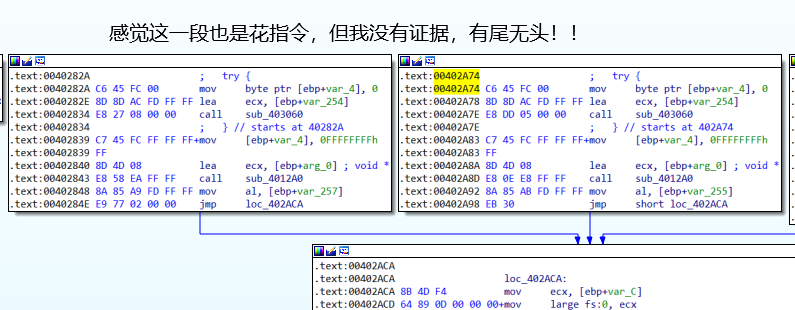 感觉这一段也是花指令，但我没有证据，有尾无头！！
.text:0040282A ; try {
.text:0040282A C6 45 FC 00 mov byte ptr [ebp+var_4], 0
.text:0040282E 8D 8D AC FD FF FF lea ecx, [ebp+var_254]
.text:00402834 E8 27 08 00 00 call sub_403060
.text:00402834 ; } // starts at 40282A
.text:00402839 C7 45 FC FF FF FF+mov [ebp+var_4], 0FFFFFFFFh
.text:00402839 FF
.text:00402840 8D 4D 08 lea ecx, [ebp+arg_0] ; void *
.text:00402843 E8 58 EA FF FF call sub_4012A0
.text:00402848 8A 85 A9 FD FF FF mov al, [ebp+var_257]
.text:0040284E E9 77 02 00 00 jmp loc_402ACA
.text:00402A74 ; try {
.text:00402A74 C6 45 FC 00 mov byte ptr [ebp+var_4], 0
.text:00402A78 8D 8D AC FD FF FF lea ecx, [ebp+var_254]
.text:00402A7E E8 DD 05 00 00 call sub_403060
.text:00402A7E ; } // starts at 402A74
.text:00402A83 C7 45 FC FF FF FF+mov [ebp+var_4], 0FFFFFFFFh
.text:00402A83 FF
.text:00402A8A 8D 4D 08 lea ecx, [ebp+arg_0] ; void *
.text:00402A8D E8 0E E8 FF FF call sub_4012A0
.text:00402A92 8A 85 AB FD FF FF mov al, [ebp+var_255]
.text:00402A98 EB 30 jmp short loc_402ACA
.text:00402ACA
.text:00402ACA loc_402ACA:
.text:00402ACA 8B 4D F4 mov ecx, [ebp+var_C]
.text:00402ACD 64 89 0D 00 00 00+mov large fs:0, ecx